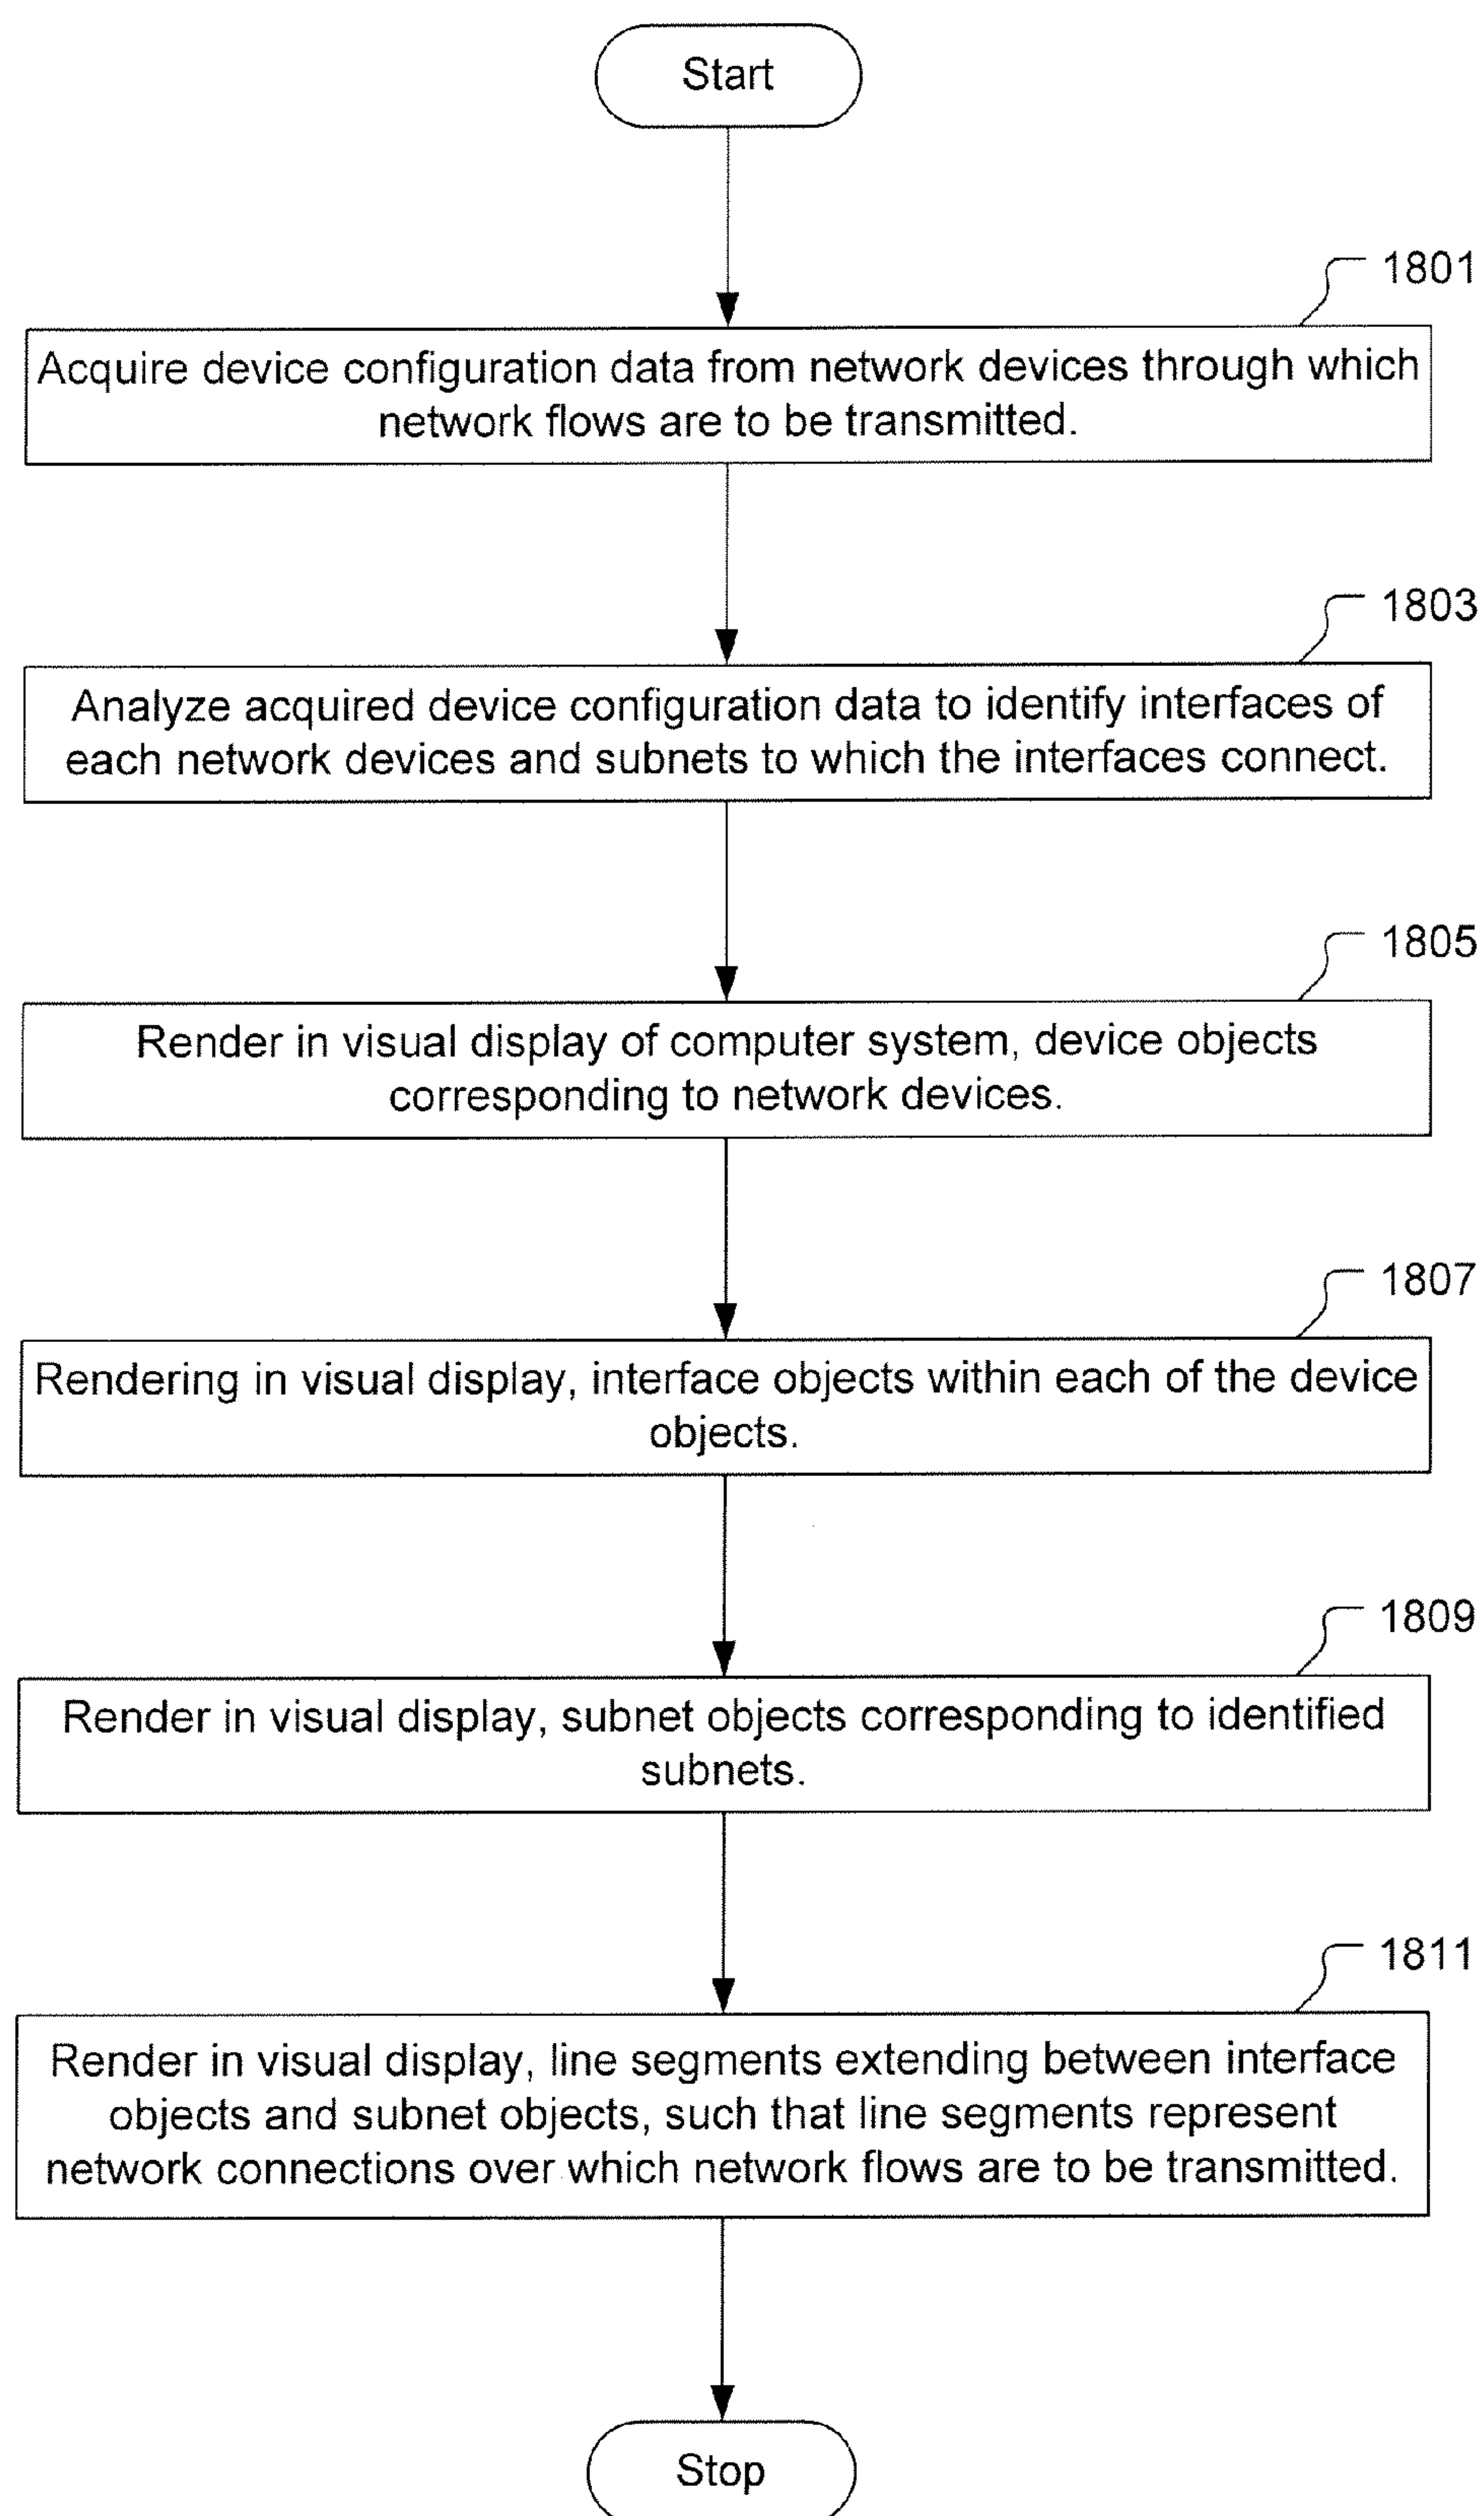 Start
1801
Acquire device configuration data from network devices through which
network flows are to be transmitted.
1803
Analyze acquired device configuration data to identify interfaces of
each network devices and subnets to which the interfaces connect.
1805
Render in visual display of computer system, device objects
corresponding to network devices.
1807
Rendering in visual display, interface objects within each of the device
objects.
1809
Render in visual display, subnet objects corresponding to identified
subnets.
1811
Render in visual display, line segments extending between interface
objects and subnet objects, such that line segments represent
network connections over which network flows are to be transmitted.
Stop